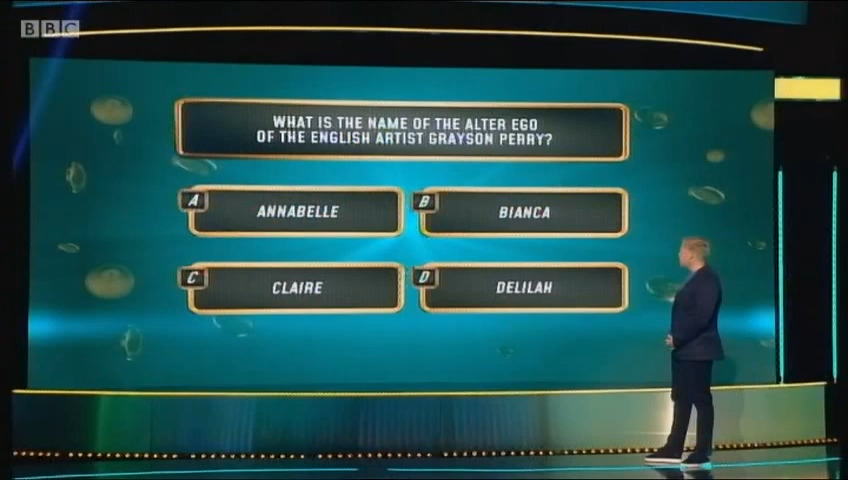 BBC
WHAT IS THE NAME OF THE ALTER EGO
OF THE ENGLISH ARTIST GRAYSON PERRY?
A ANNABELLE
B BIANCA
C CLAIRE
D DELILAH